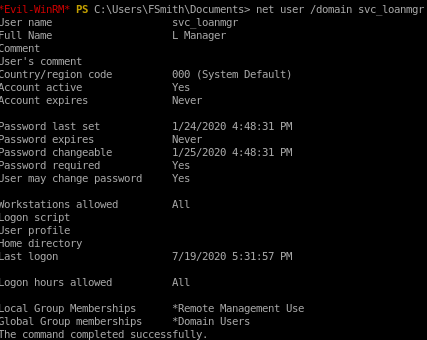 *Evil-WinRM* PS C:\Users\FSmith\Documents> net user /domain svc_loanmgr
User name                    svc_loanmgr
Full Name                    L Manager
Comment
User's comment
Country/region code          000 (System Default)
Account active               Yes
Account expires              Never
Password last set            1/24/2020 4:48:31 PM
Password expires             Never
Password changeable          1/25/2020 4:48:31 PM
Password required            Yes
User may change password     Yes
Workstations allowed         All
Logon script
User profile
Home directory
Last logon                   7/19/2020 5:31:57 PM
Logon hours allowed          All
Local Group Memberships      *Remote Management Use
Global Group memberships     *Domain Users
The command completed successfully.